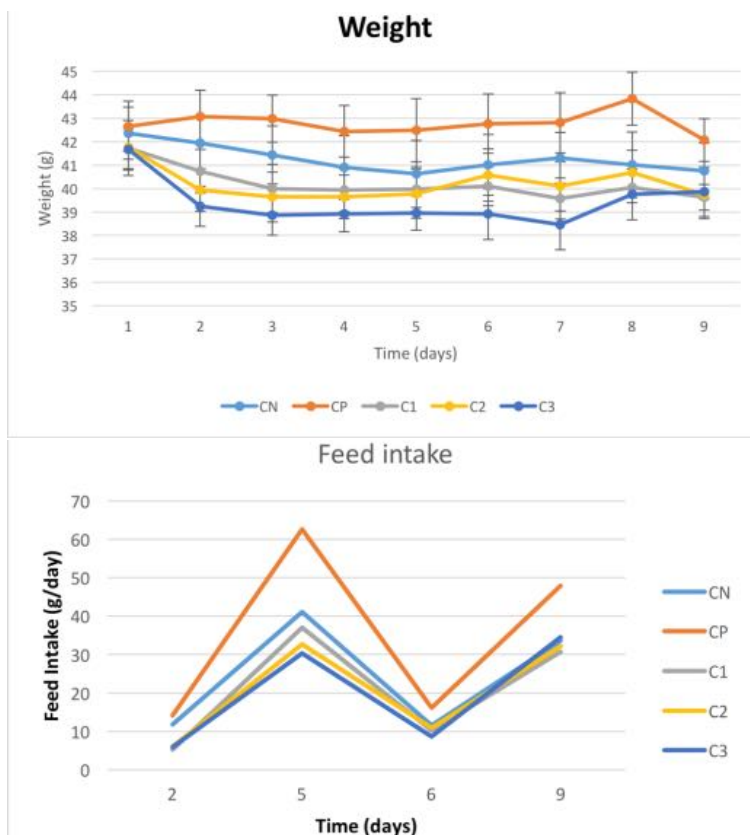 Weight
45
44
43
42
41
40
39
38
37
36
35
Weight (g)
1 2 3 4 5 6 7 8 9
Time (days)
CN CP C1 C2 C3
Feed intake
70
60
50
40
30
20
10
0
Feed Intake (g/day)
2 5 6 9
Time (days)
CN
CP
C1
C2
C3